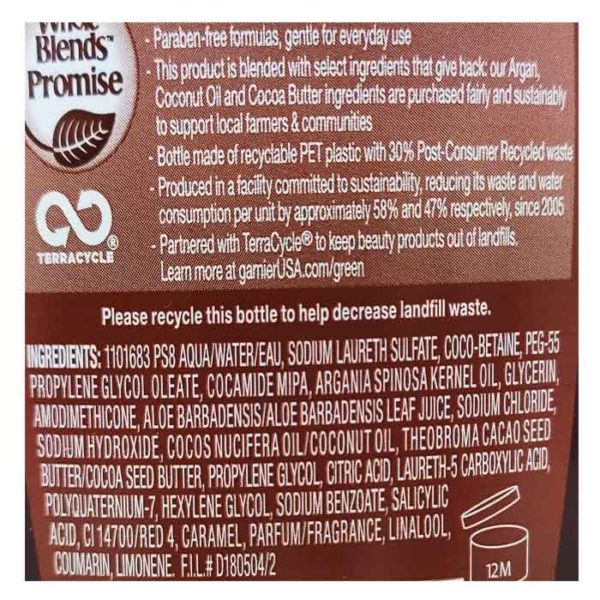 Whole
Blends™
Promise
- Paraben-free formulas, gentle for everyday use
- This product is blended with select ingredients that give back: our Argan,
Coconut Oil and Cocoa Butter ingredients are purchased fairly and sustainably
to support local farmers & communities
- Bottle made of recyclable PET plastic with 30% Post-Consumer Recycled waste
- Produced in a facility committed to sustainability, reducing its waste and water
consumption per unit by approximately 58% and 47% respectively, since 2005
- Partnered with TerraCycle® to keep beauty products out of landfills.
Learn more at garnierUSA.com/green
TERRACYCLE®
Please recycle this bottle to help decrease landfill waste.
INGREDIENTS: 1101683 PS8 AQUA/WATER/EAU, SODIUM LAURETH SULFATE, COCO-BETAINE, PEG-55
PROPYLENE GLYCOL OLEATE, COCAMIDE MIPA, ARGANIA SPINOSA KERNEL OIL, GLYCERIN,
AMODIMETHICONE, ALOE BARBADENSIS/ALOE BARBADENSIS LEAF JUICE, SODIUM CHLORIDE,
SODIUM HYDROXIDE, COCOS NUCIFERA OIL/COCONUT OIL, THEOBROMA CACAO SEED
BUTTER/COCOA SEED BUTTER, PROPYLENE GLYCOL, CITRIC ACID, LAURETH-5 CARBOXYLIC ACID,
POLYQUATERNIUM-7, HEXYLENE GLYCOL, SODIUM BENZOATE, SALICYLIC
ACID, CI 14700/RED 4, CARAMEL, PARFUM/FRAGRANCE, LINALOOL,
COUMARIN, LIMONENE. F.I.L.# D180504/2
12M